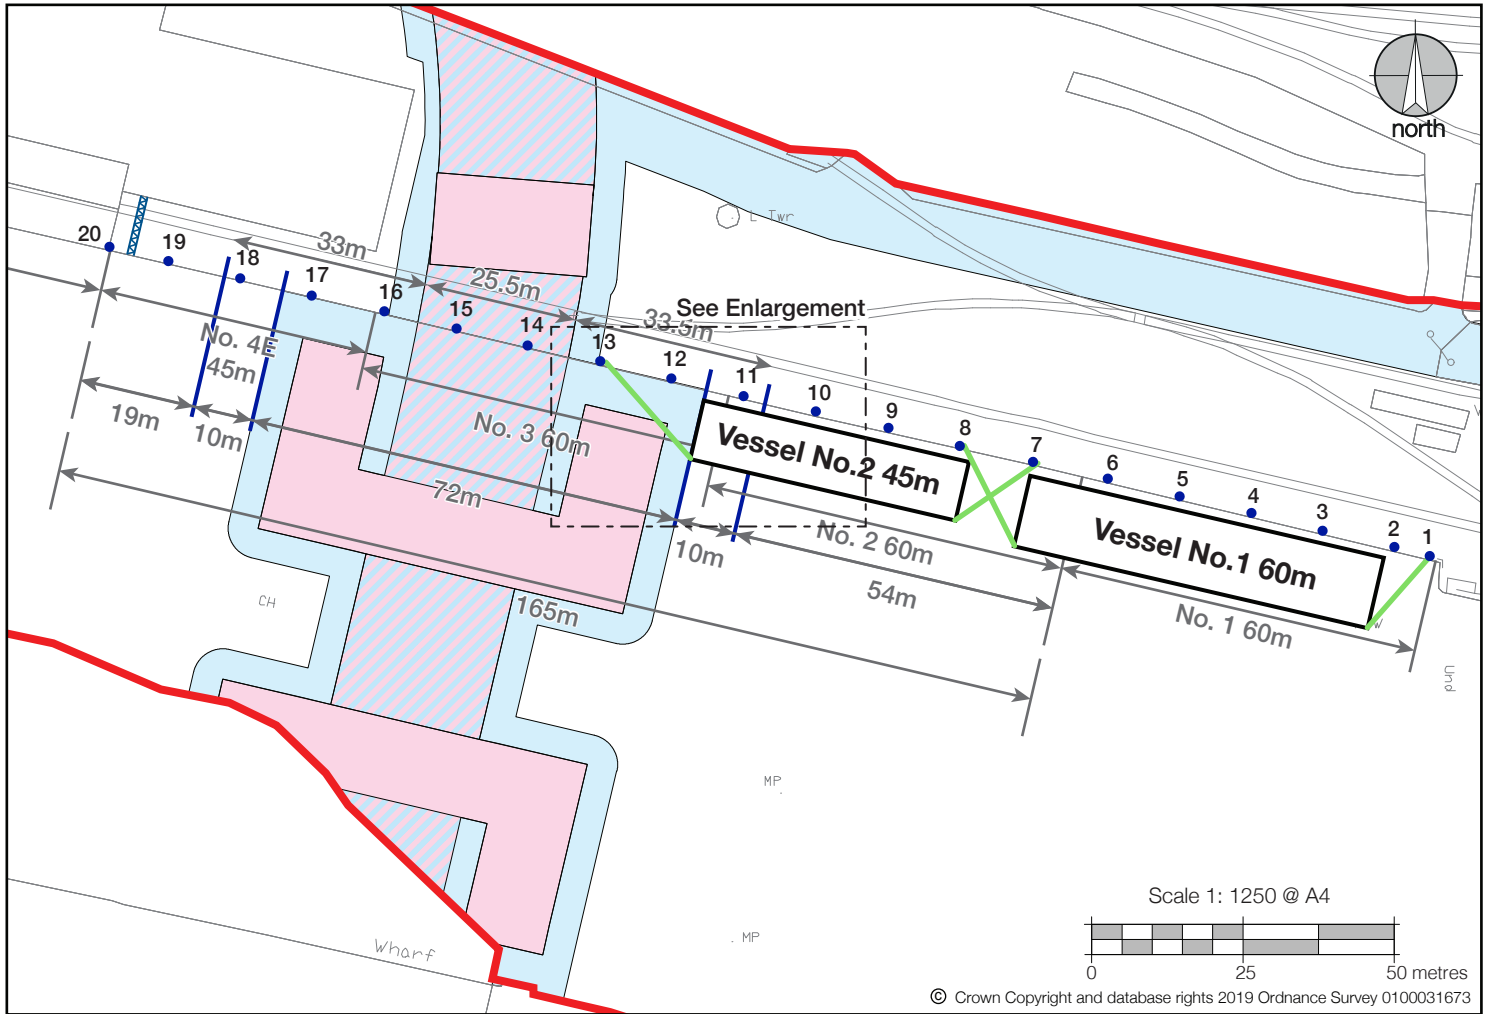 north
L Twr
33m
25.5m
33.5m
See Enlargement
20
19
18
17
16
15
14
13
12
11
10
9
8
7
6
5
4
3
2
1
No. 4E
45m
19m
10m
No. 3 60m
72m
165m
Vessel No.2 45m
No. 2 60m
10m
54m
Vessel No.1 60m
No. 1 60m
W
Und
CH
MP
MP
Wharf
Scale 1: 1250 @ A4
0
25
50 metres
© Crown Copyright and database rights 2019 Ordnance Survey 0100031673